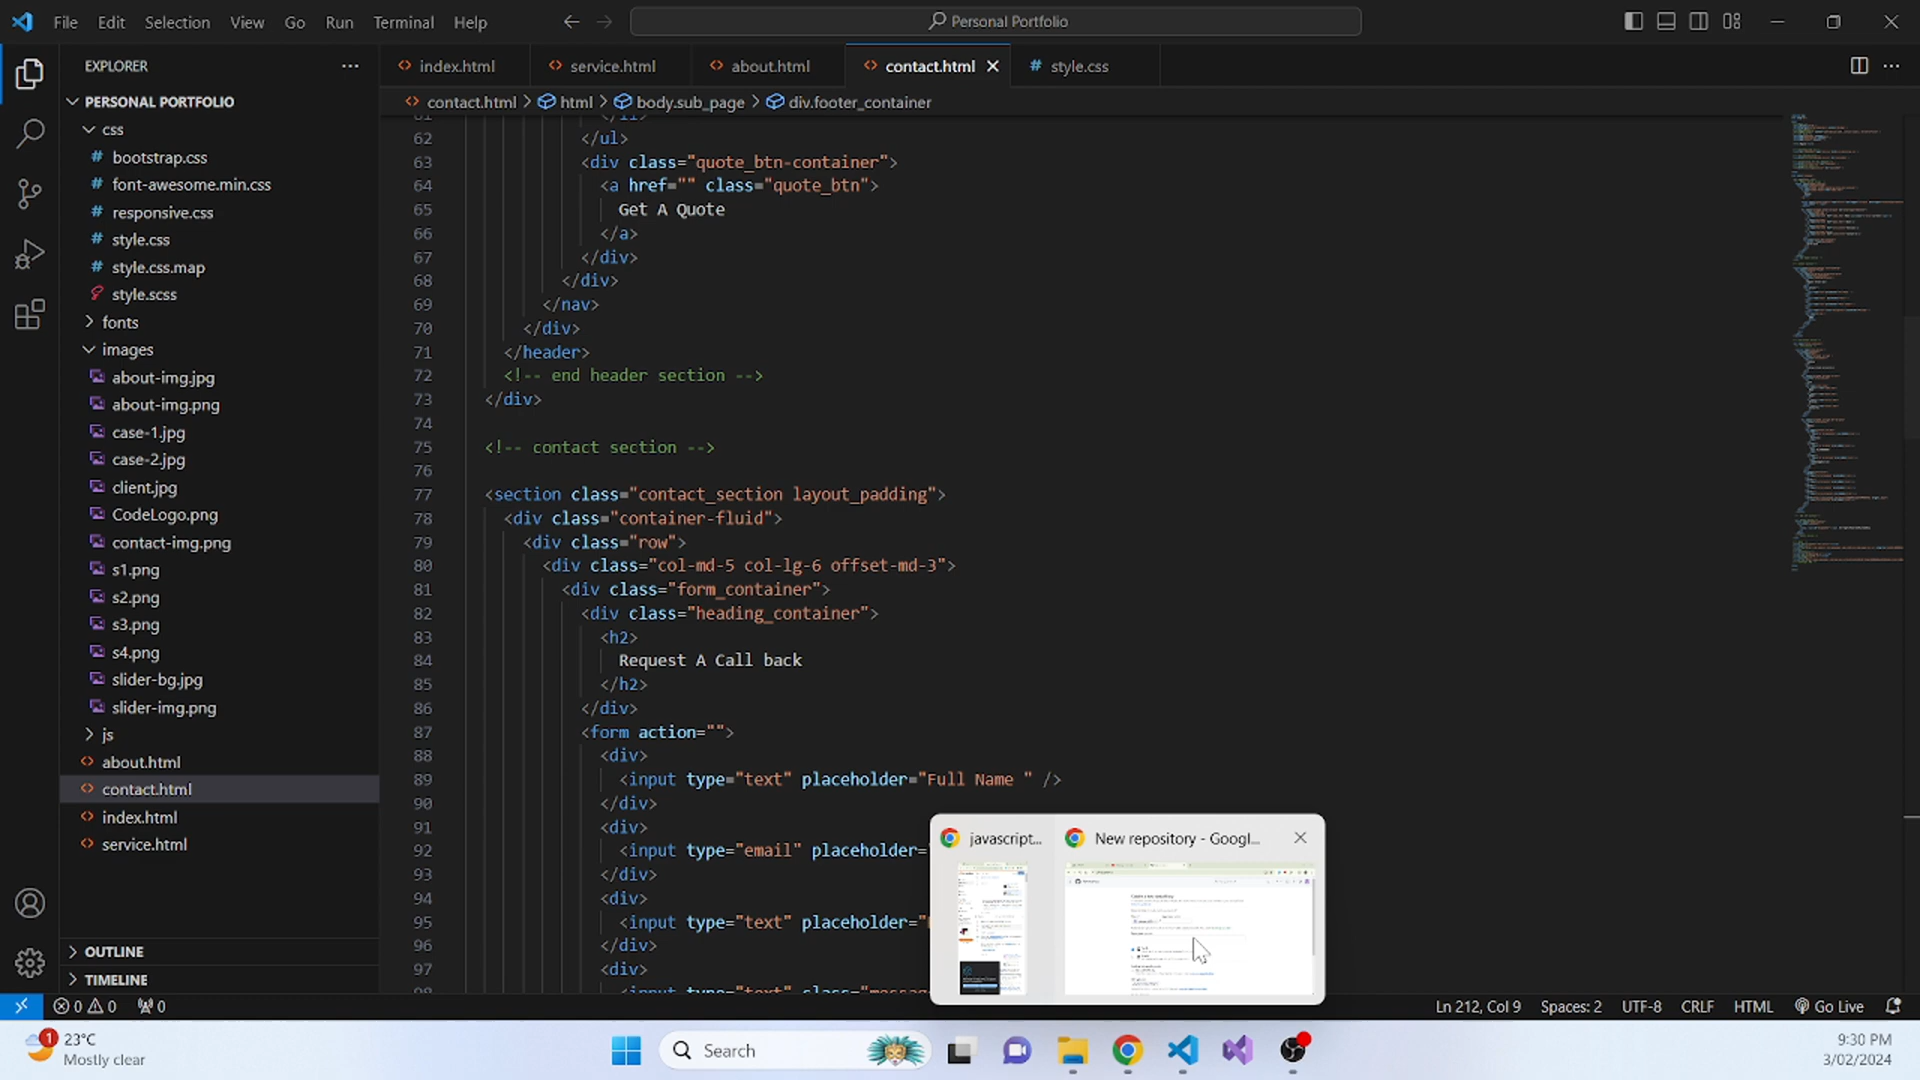 File Edit Selection View Go Run Terminal Help
Personal Portfolio
EXPLORER
PERSONAL PORTFOLIO
css
bootstrap.css
font-awesome.min.css
responsive.css
style.css
style.css.map
style.scss
fonts
images
about-img.jpg
about-img.png
case-1.jpg
case-2.jpg
client.jpg
CodeLogo.png
contact-img.png
s1.png
s2.png
s3.png
s4.png
slider-bg.jpg
slider-img.png
js
about.html
contact.html
index.html
service.html
OUTLINE
TIMELINE
index.html service.html about.html contact.html style.css
contact.html > html > body.sub_page > div.footer_container
61 </li>
62 </ul>
63 <div class="quote_btn-container">
64 <a href="" class="quote_btn">
65 Get A Quote
66 </a>
67 </div>
68 </div>
69 </nav>
70 </div>
71 </header>
72 <!-- end header section -->
73 </div>
74
75 <!-- contact section -->
76
77 <section class="contact_section layout_padding">
78 <div class="container-fluid">
79 <div class="row">
80 <div class="col-md-5 col-lg-6 offset-md-3">
81 <div class="form_container">
82 <div class="heading_container">
83 <h2>
84 Request A Call back
85 </h2>
86 </div>
87 <form action="">
88 <div>
89 <input type="text" placeholder="Full Name " />
90 </div>
91 <div>
92 <input type="email" placeholder=
93 </div>
94 <div>
95 <input type="text" placeholder=
96 </div>
97 <div>
98 <input type="text" class="message
javascript... New repository - Googl...
0 0 0
Ln 212, Col 9 Spaces: 2 UTF-8 CRLF HTML Go Live
1
23°C
Mostly clear
Search
9:30 PM
3/02/2024